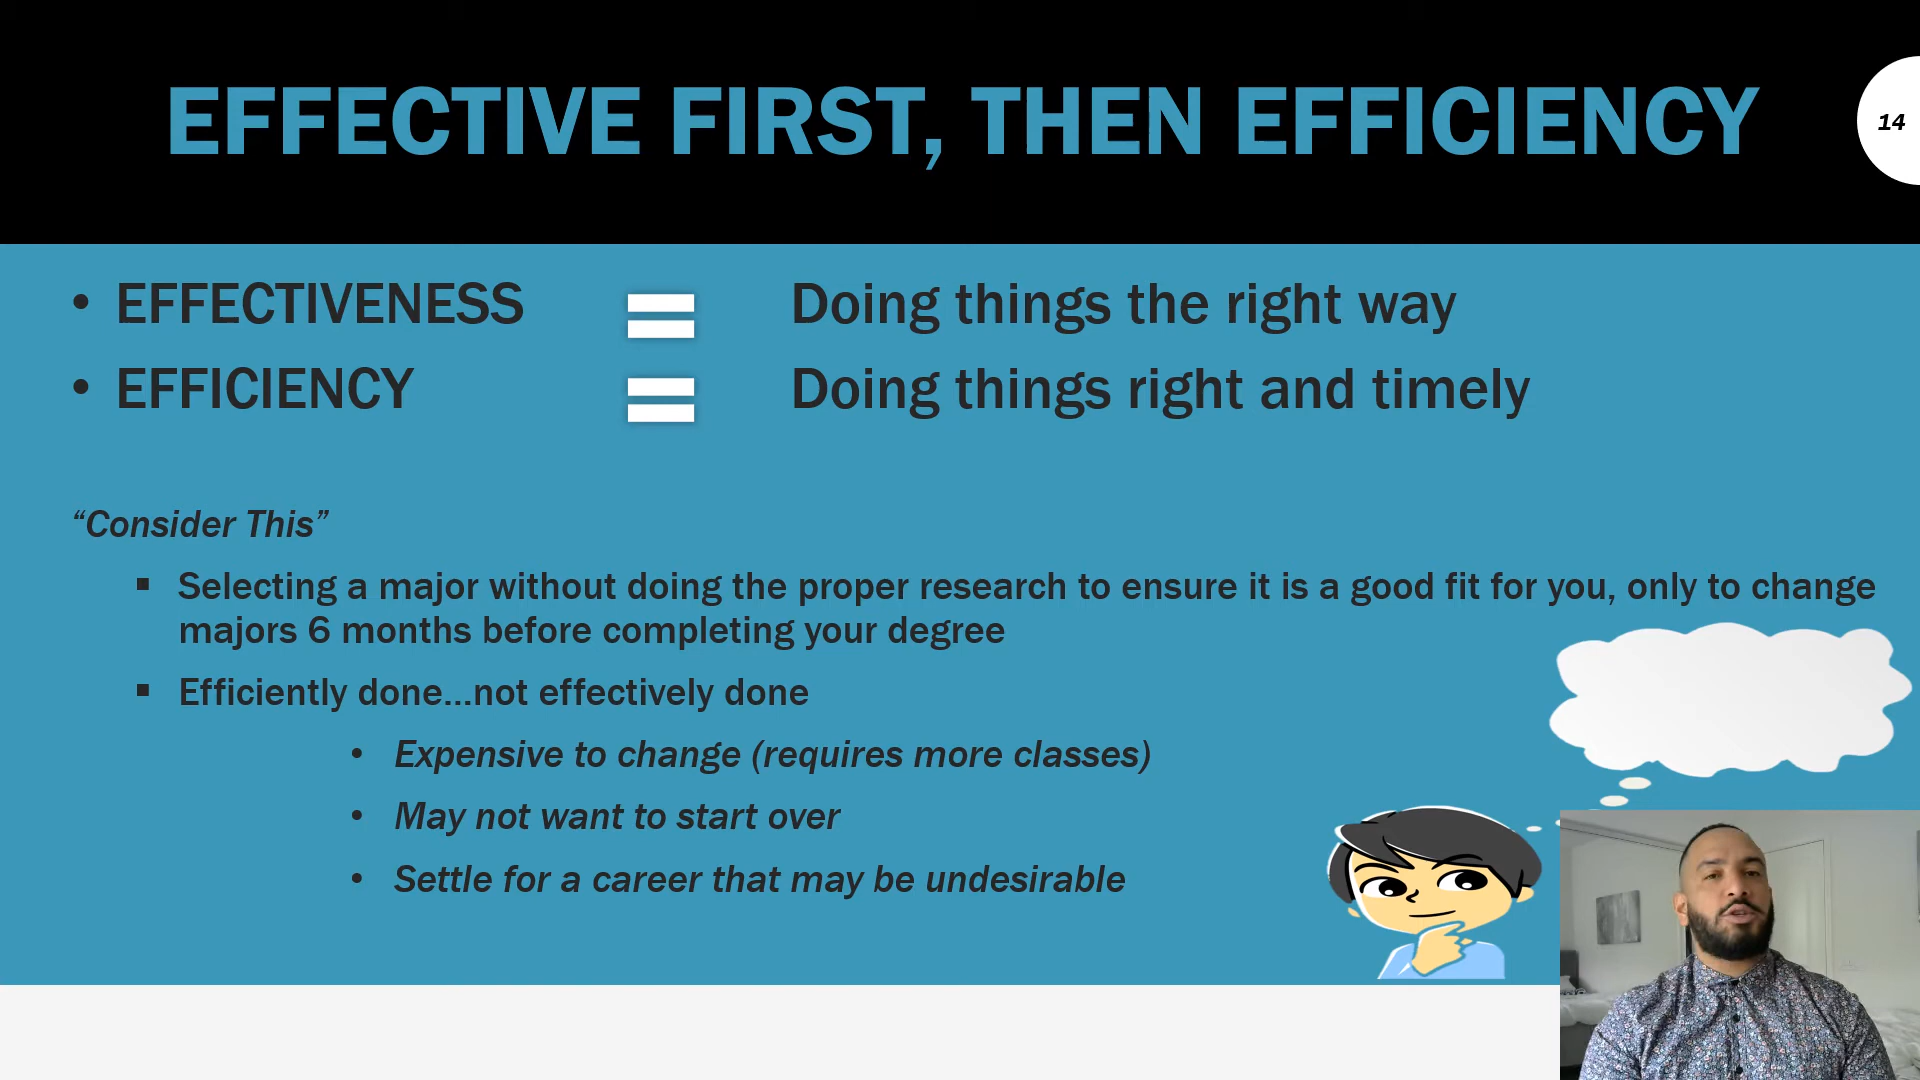 EFFECTIVE FIRST, THEN EFFICIENCY
14
• EFFECTIVENESS = Doing things the right way
• EFFICIENCY = Doing things right and timely
“Consider This”
▪ Selecting a major without doing the proper research to ensure it is a good fit for you, only to change
majors 6 months before completing your degree
▪ Efficiently done...not effectively done
• Expensive to change (requires more classes)
• May not want to start over
• Settle for a career that may be undesirable